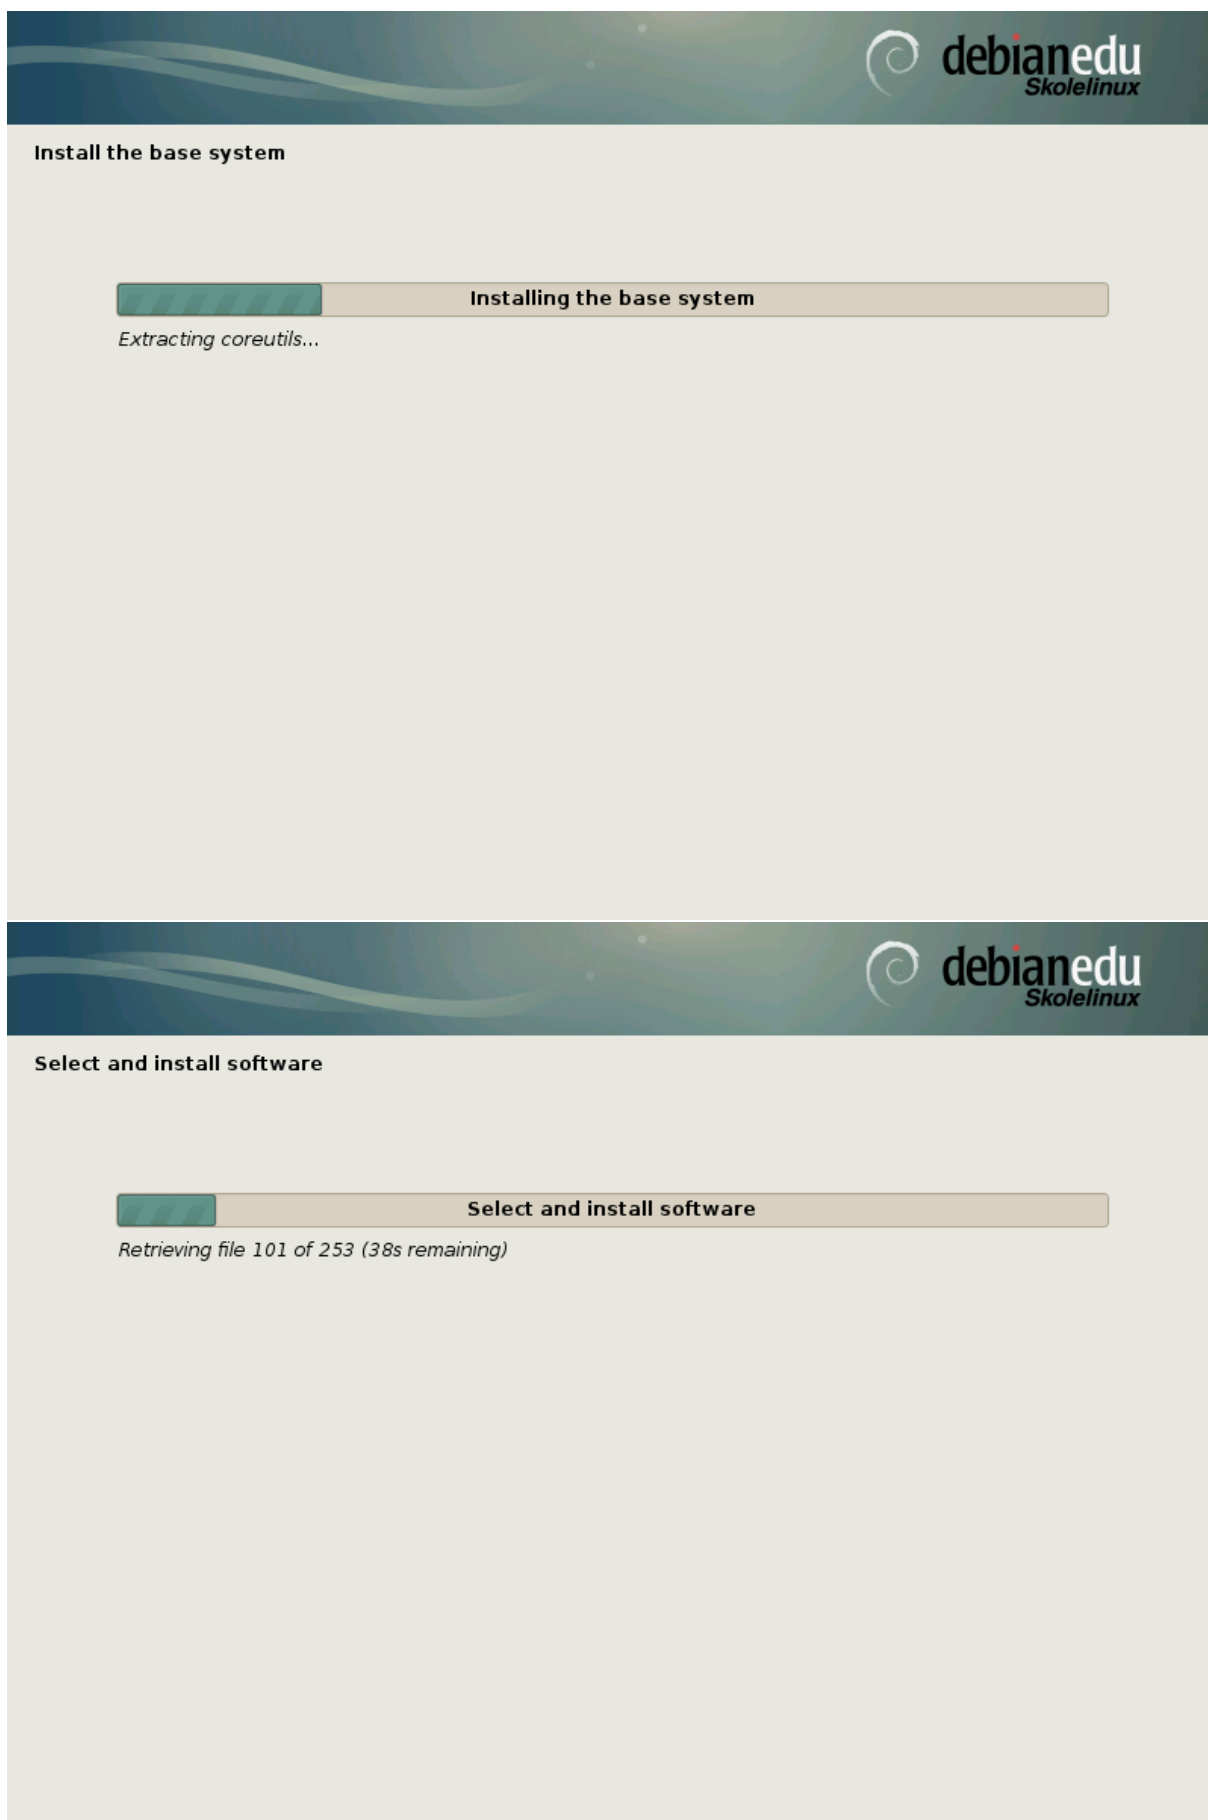 debianedu
Skolelinux
Install the base system
Installing the base system
Extracting coreutils...
debianedu
Skolelinux
Select and install software
Select and install software
Retrieving file 101 of 253 (38s remaining)